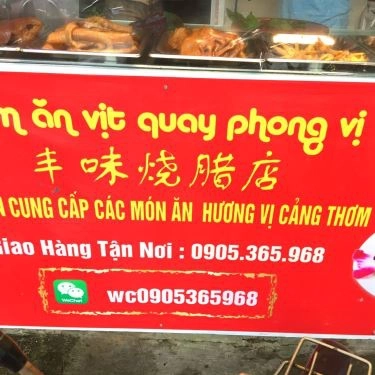 ăn vịt quay phong vị
丰味烧腊店
CUNG CẤP CÁC MÓN ĂN HƯƠNG VỊ CẢNG THƠM
Giao Hàng Tận Nơi : 0905.365.968
WeChat
wc0905365968